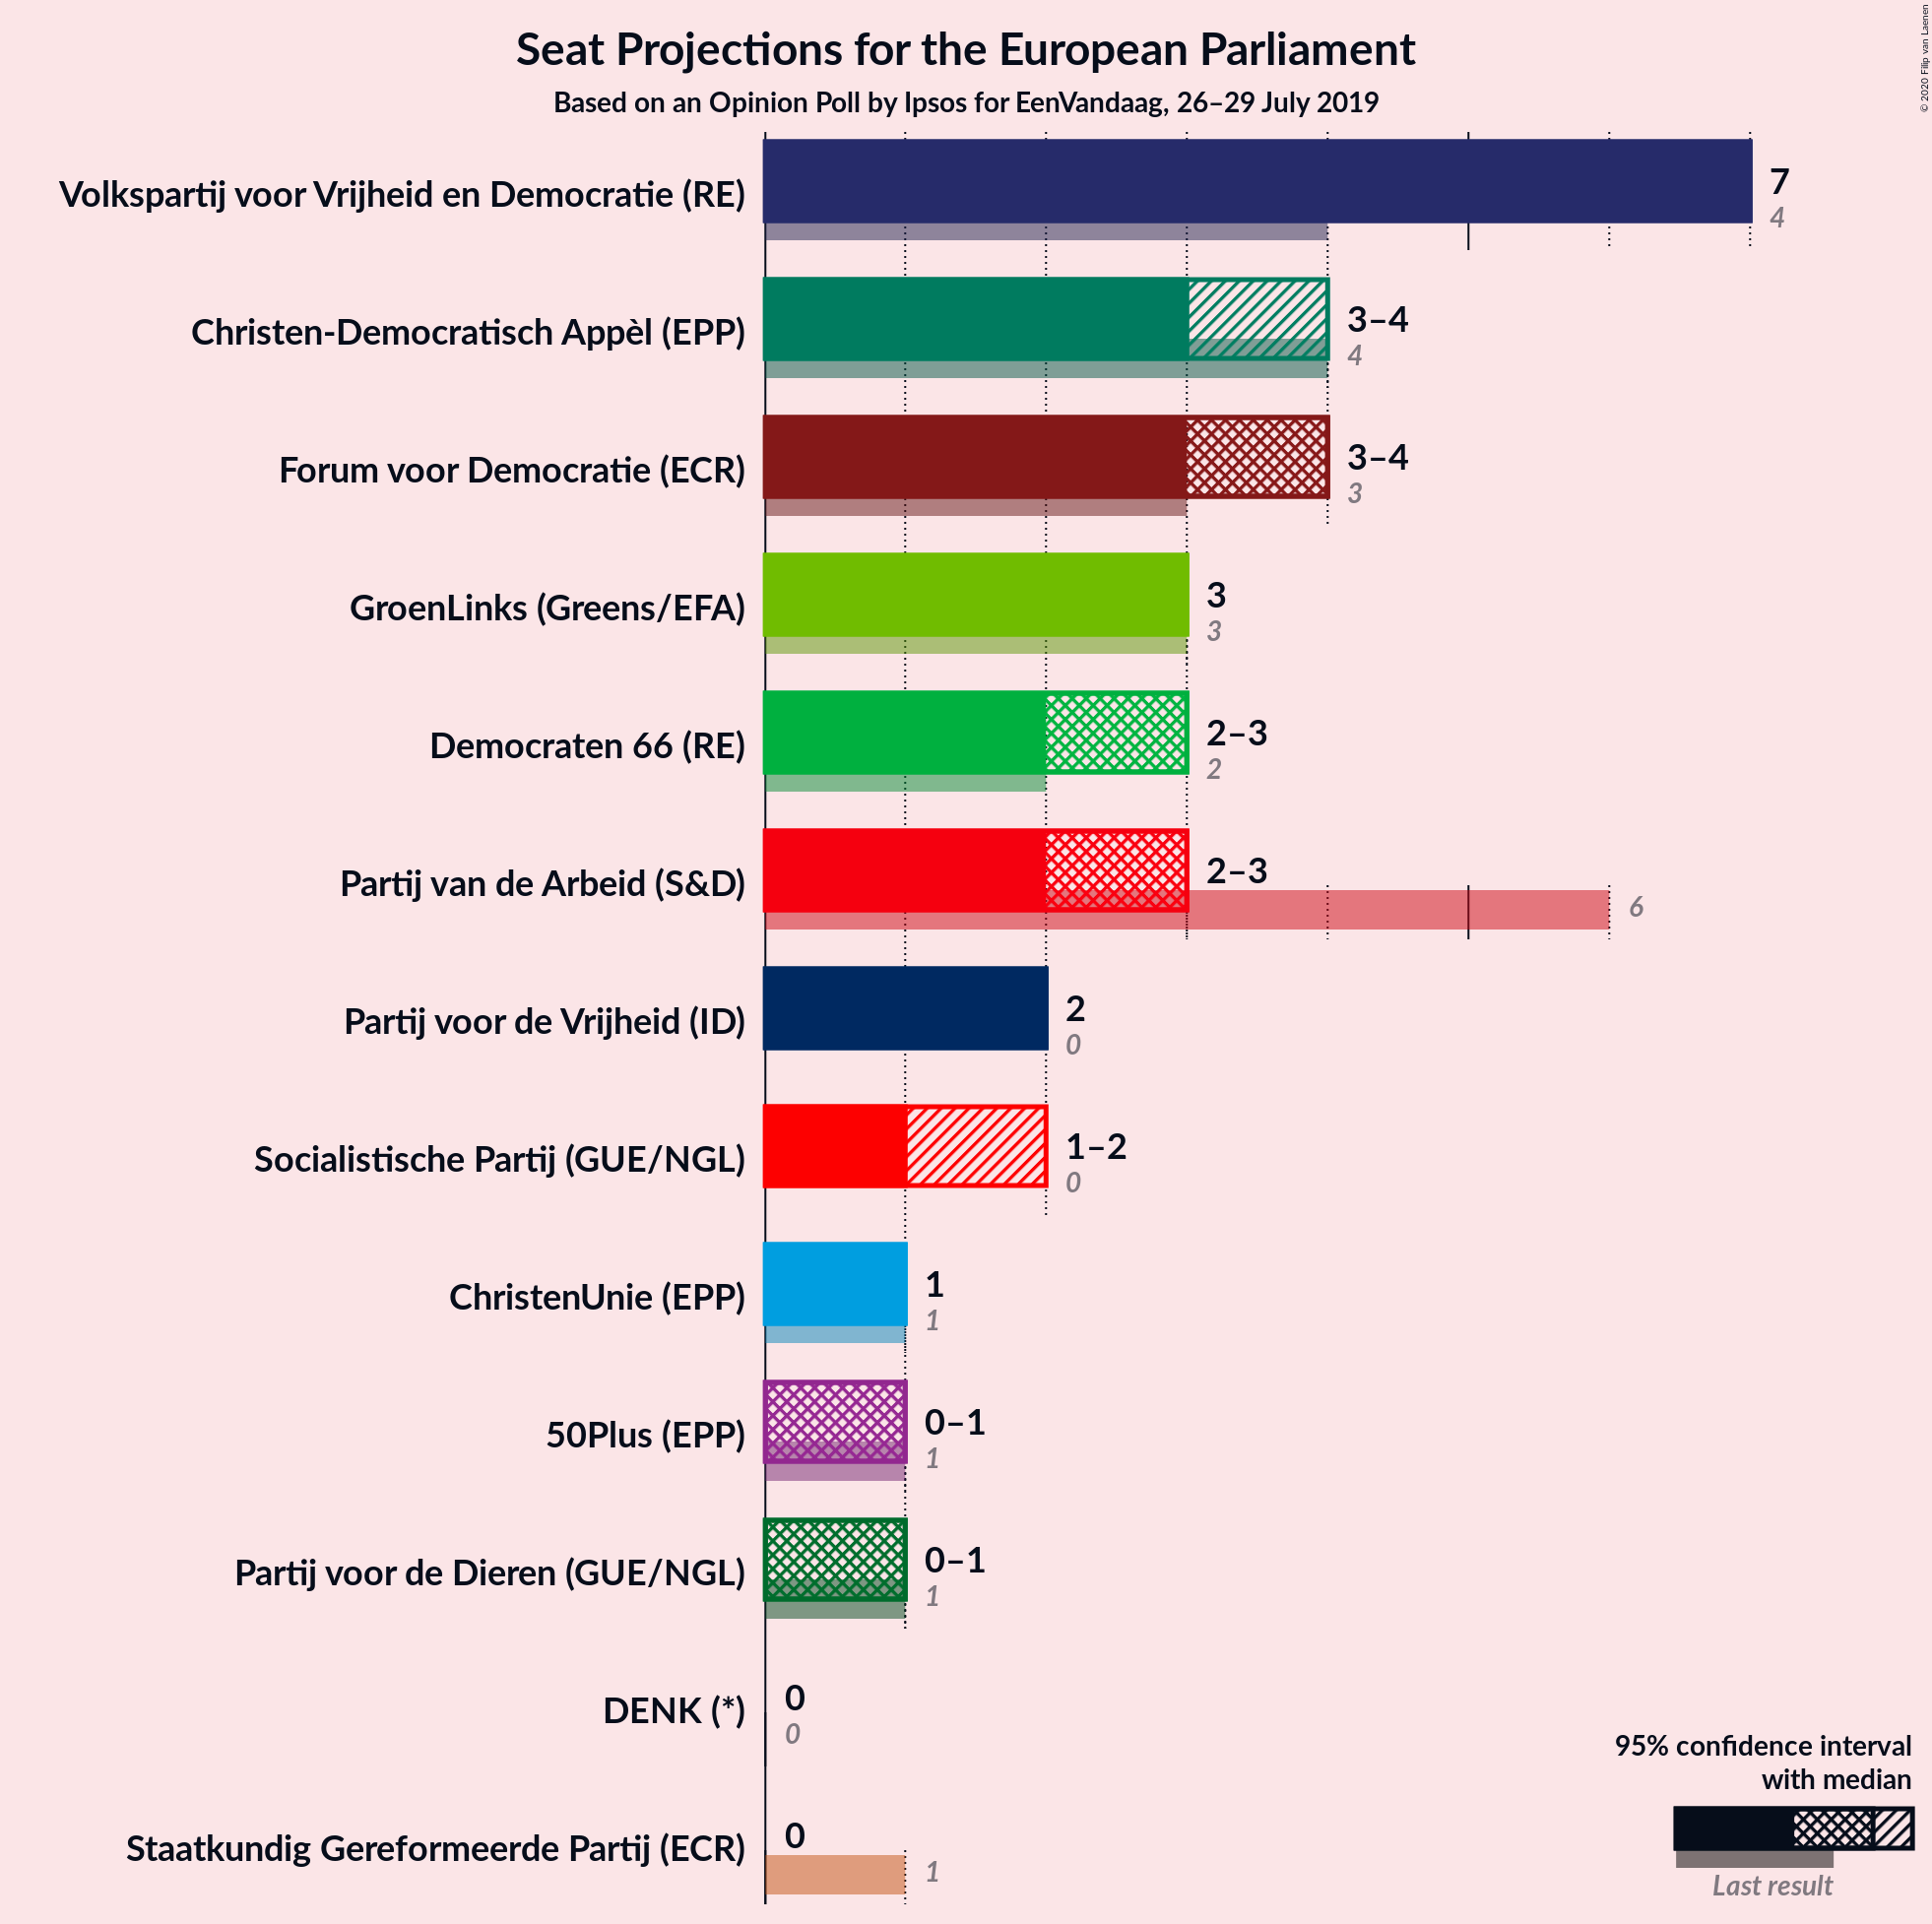 Seat Projections for the European Parliament
Based on an Opinion Poll by Ipsos for EenVandaag, 26–29 July 2019
© 2020 Filip van Laenen
Volkspartij voor Vrijheid en Democratie (RE)
7
4
Christen-Democratisch Appèl (EPP)
3–4
4
Forum voor Democratie (ECR)
3–4
3
GroenLinks (Greens/EFA)
3
3
Democraten 66 (RE)
2–3
2
Partij van de Arbeid (S&D)
2–3
6
Partij voor de Vrijheid (ID)
2
0
Socialistische Partij (GUE/NGL)
1–2
0
ChristenUnie (EPP)
1
1
50Plus (EPP)
0–1
1
Partij voor de Dieren (GUE/NGL)
0–1
1
DENK (*)
0
0
Staatkundig Gereformeerde Partij (ECR)
0
1
95% confidence interval
with median
Last result